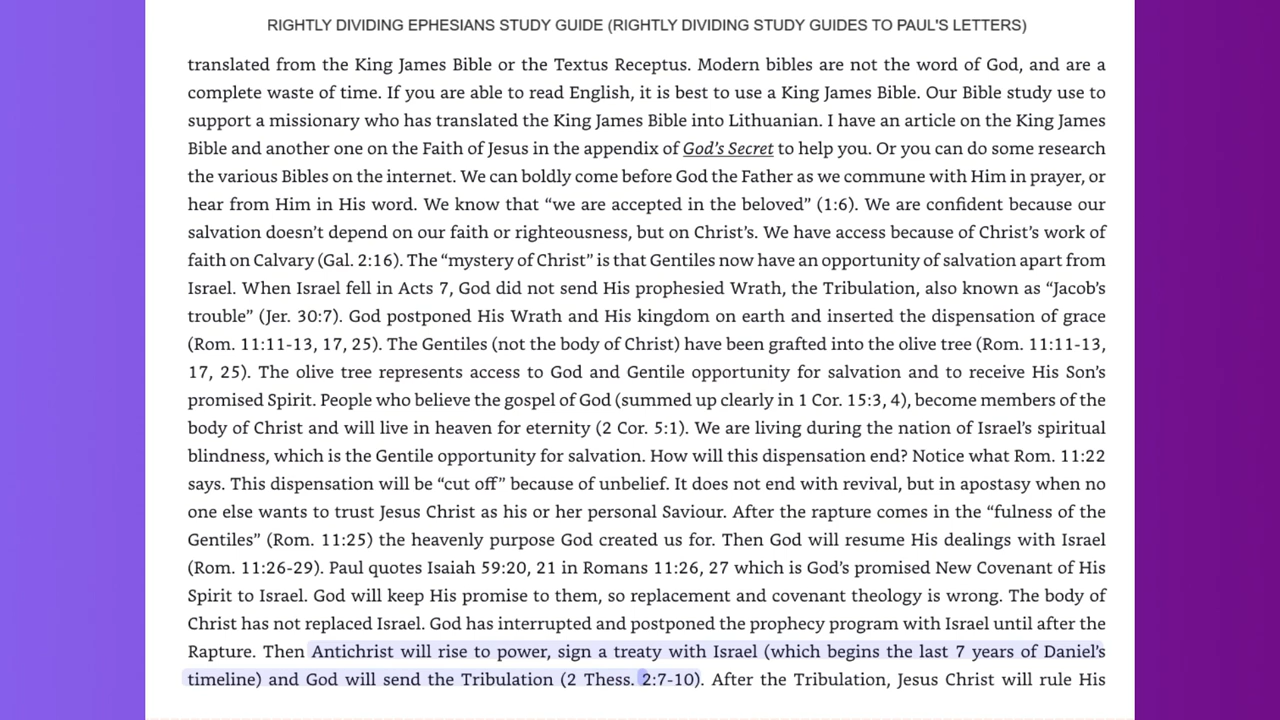 RIGHTLY DIVIDING EPHESIANS STUDY GUIDE (RIGHTLY DIVIDING STUDY GUIDES TO PAUL'S LETTERS)
translated from the King James Bible or the Textus Receptus. Modern bibles are not the word of God, and are a
complete waste of time. If you are able to read English, it is best to use a King James Bible. Our Bible study use to
support a missionary who has translated the King James Bible into Lithuanian. I have an article on the King James
Bible and another one on the Faith of Jesus in the appendix of God's Secret to help you. Or you can do some research
the various Bibles on the internet. We can boldly come before God the Father as we commune with Him in prayer, or
hear from Him in His word. We know that “we are accepted in the beloved” (1:6). We are confident because our
salvation doesn’t depend on our faith or righteousness, but on Christ’s. We have access because of Christ’s work of
faith on Calvary (Gal. 2:16). The “mystery of Christ” is that Gentiles now have an opportunity of salvation apart from
Israel. When Israel fell in Acts 7, God did not send His prophesied Wrath, the Tribulation, also known as “Jacob’s
trouble” (Jer. 30:7). God postponed His Wrath and His kingdom on earth and inserted the dispensation of grace
(Rom. 11:11-13, 17, 25). The Gentiles (not the body of Christ) have been grafted into the olive tree (Rom. 11:11-13,
17, 25). The olive tree represents access to God and Gentile opportunity for salvation and to receive His Son’s
promised Spirit. People who believe the gospel of God (summed up clearly in 1 Cor. 15:3, 4), become members of the
body of Christ and will live in heaven for eternity (2 Cor. 5:1). We are living during the nation of Israel’s spiritual
blindness, which is the Gentile opportunity for salvation. How will this dispensation end? Notice what Rom. 11:22
says. This dispensation will be “cut off” because of unbelief. It does not end with revival, but in apostasy when no
one else wants to trust Jesus Christ as his or her personal Saviour. After the rapture comes in the “fulness of the
Gentiles” (Rom. 11:25) the heavenly purpose God created us for. Then God will resume His dealings with Israel
(Rom. 11:26-29). Paul quotes Isaiah 59:20, 21 in Romans 11:26, 27 which is God’s promised New Covenant of His
Spirit to Israel. God will keep His promise to them, so replacement and covenant theology is wrong. The body of
Christ has not replaced Israel. God has interrupted and postponed the prophecy program with Israel until after the
Rapture. Then Antichrist will rise to power, sign a treaty with Israel (which begins the last 7 years of Daniel’s
timeline) and God will send the Tribulation (2 Thess. 2:7-10). After the Tribulation, Jesus Christ will rule His